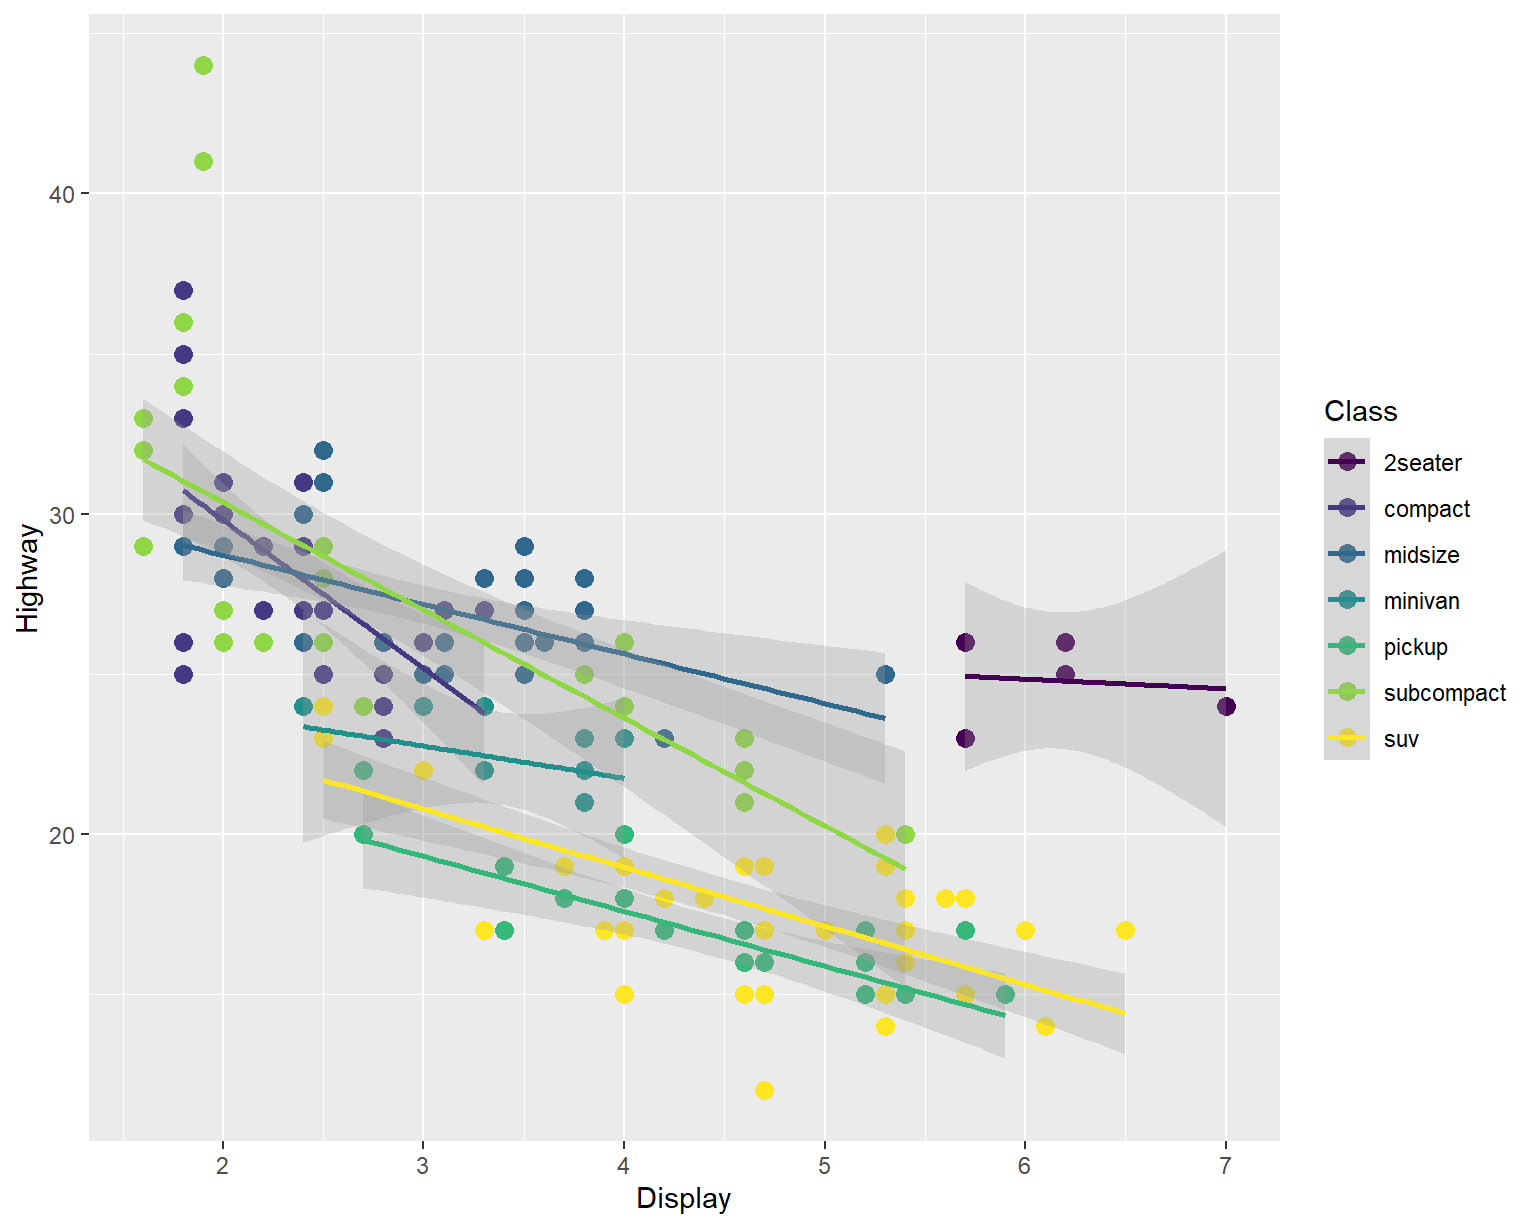 40
30
20
Highway
2
3
4
5
6
7
Display
Class
2seater
compact
midsize
minivan
pickup
subcompact
suv